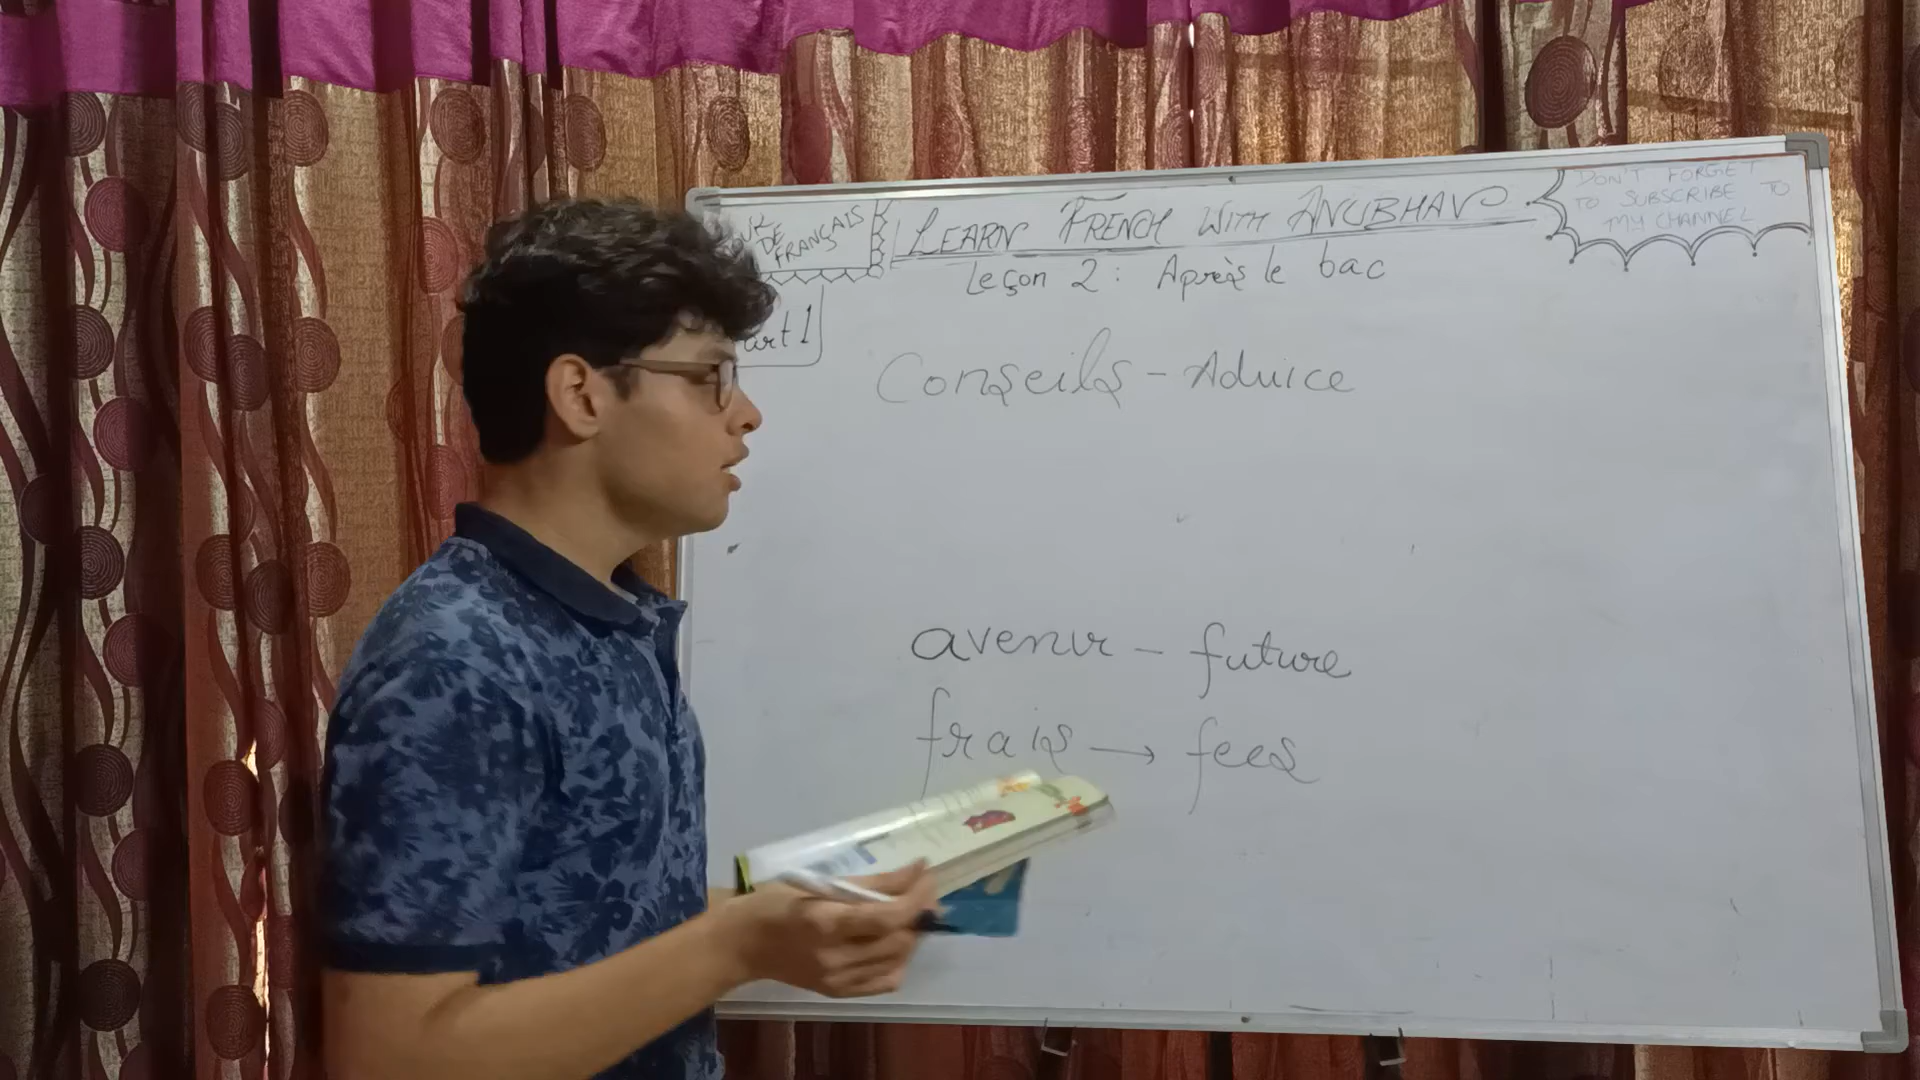 DE
FRANÇAIS
LEARN FRENCH WITH ANUBHAV
DON'T FORGET
TO SUBSCRIBE TO
MY CHANNEL
Leçon 2 : Après le bac
art 1
Conseils - Advice
avenir - future
frais → fees